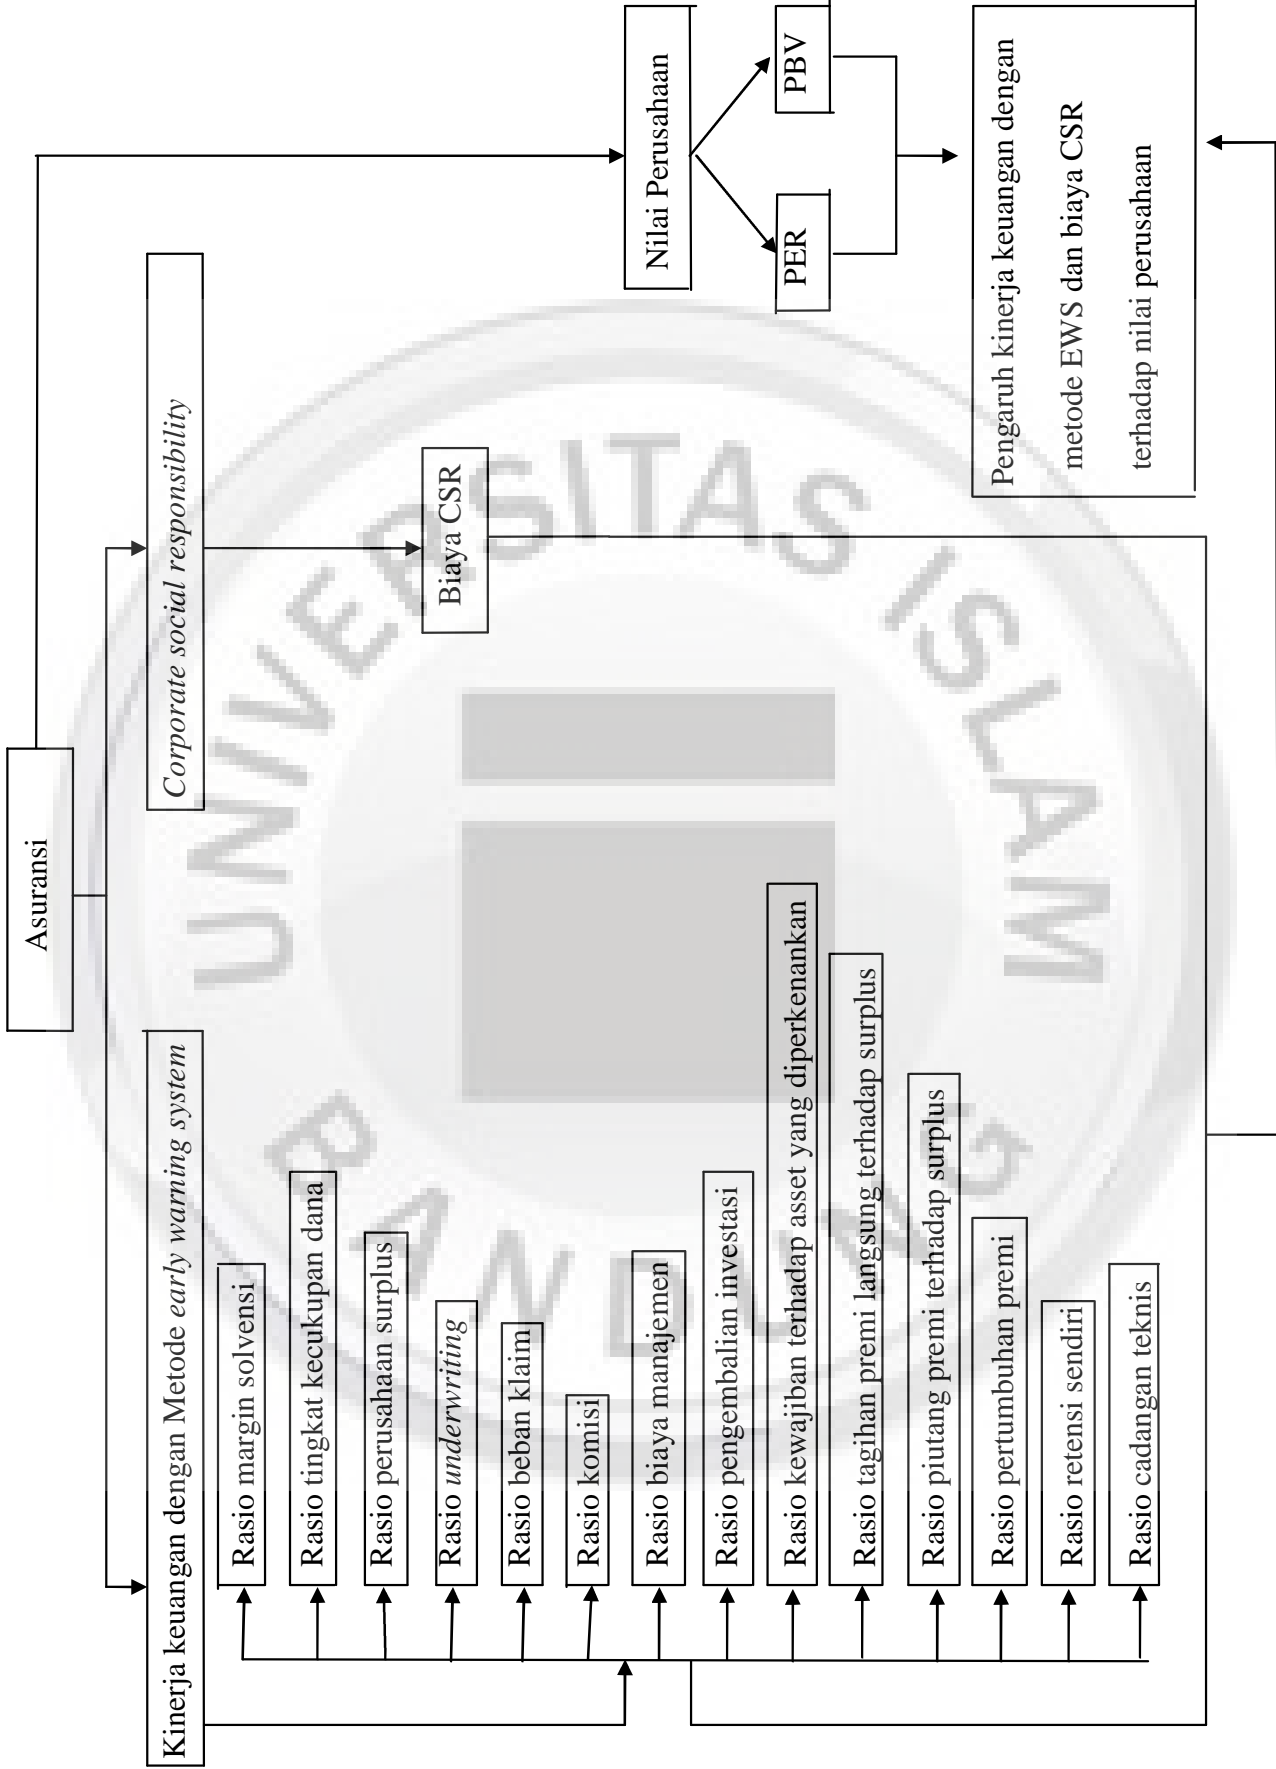 Asuransi
Kinerja keuangan dengan Metode early warning system
Corporate social responsibility
Rasio margin solvensi
Rasio tingkat kecukupan dana
Rasio perusahaan surplus
Rasio underwriting
Rasio beban klaim
Rasio komisi
Rasio biaya manajemen
Rasio pengembalian investasi
Rasio kewajiban terhadap asset yang diperkenankan
Rasio tagihan premi langsung terhadap surplus
Rasio piutang premi terhadap surplus
Rasio pertumbuhan premi
Rasio retensi sendiri
Rasio cadangan teknis
Biaya CSR
Nilai Perusahaan
PER
PBV
Pengaruh kinerja keuangan dengan
metode EWS dan biaya CSR
terhadap nilai perusahaan
UNIVERSITAS ISLAM
BANDUNG